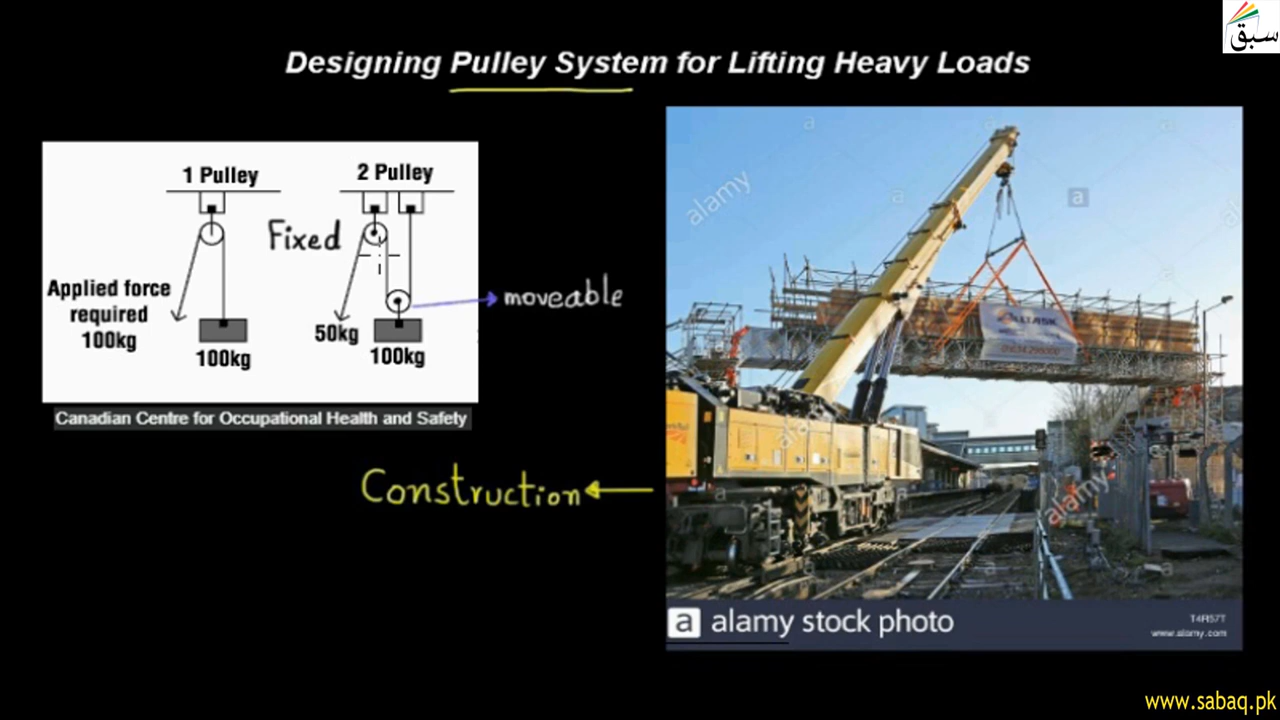 سبق
Designing Pulley System for Lifting Heavy Loads
1 Pulley
2 Pulley
Fixed
Applied force
required
100kg
100kg
50kg
100kg
moveable
Canadian Centre for Occupational Health and Safety
Construction
alamy
a
a
alamy
a alamy stock photo
T4R57T
www.alamy.com
www.sabaq.pk